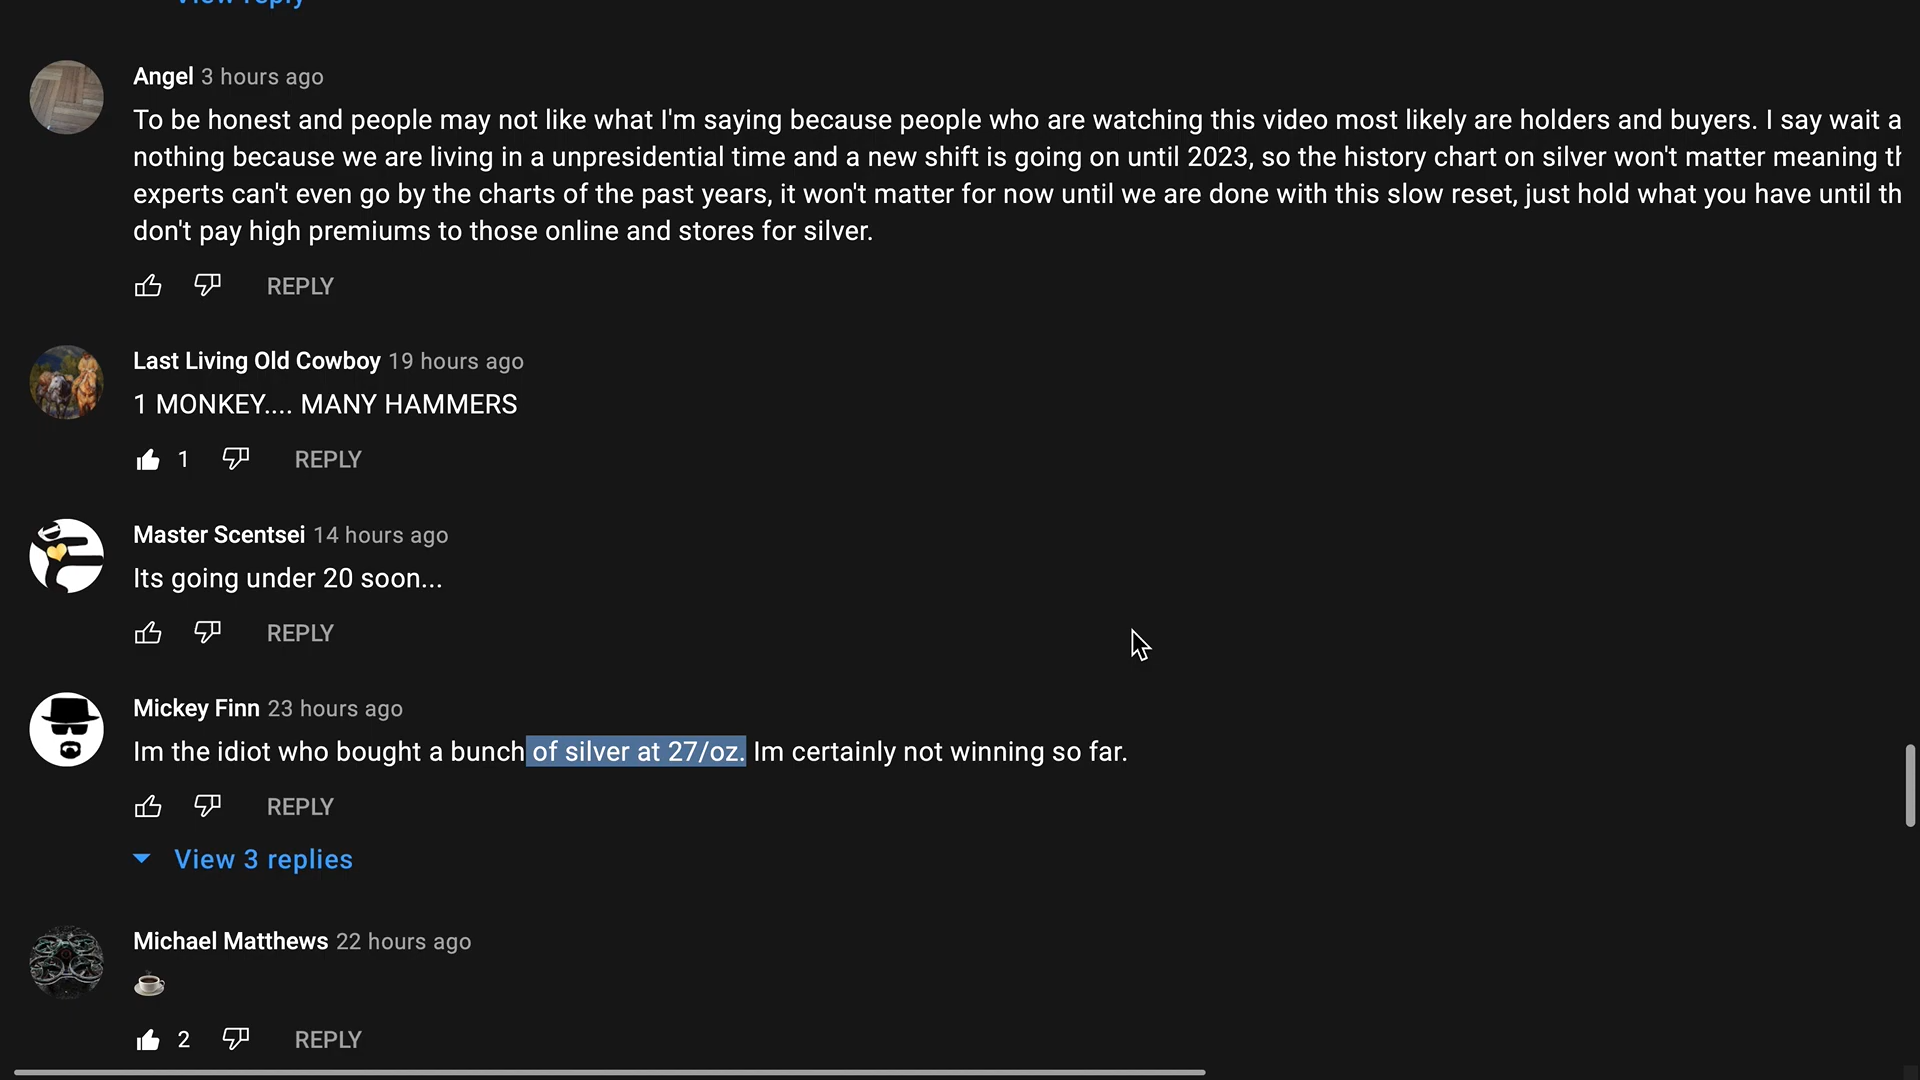 View reply
Angel 3 hours ago
To be honest and people may not like what I'm saying because people who are watching this video most likely are holders and buyers. I say wait a
nothing because we are living in a unpresidential time and a new shift is going on until 2023, so the history chart on silver won't matter meaning th
experts can't even go by the charts of the past years, it won't matter for now until we are done with this slow reset, just hold what you have until th
don't pay high premiums to those online and stores for silver.
REPLY
Last Living Old Cowboy 19 hours ago
1 MONKEY.... MANY HAMMERS
1 REPLY
Master Scentsei 14 hours ago
Its going under 20 soon...
REPLY
Mickey Finn 23 hours ago
Im the idiot who bought a bunch of silver at 27/oz. Im certainly not winning so far.
REPLY
View 3 replies
Michael Matthews 22 hours ago
☕
2 REPLY